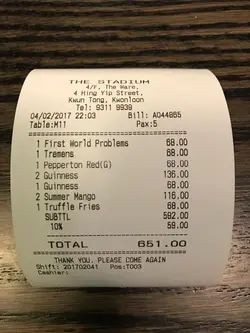 THE STADIUM
4/F, The Ware,
4 Hing Yip Street,
Kwun Tong, Kwonloon
Tel: 9311 9939
04/02/2017 22:03 Bill: A044865
Table:M11 Pax:5
1 First World Problems 68.00
1 Tremens 68.00
1 Pepperton Red(G) 68.00
2 Guinness 136.00
1 Guinness 68.00
2 Summer Mango 116.00
1 Truffle Fries 68.00
SUBTTL 592.00
10% 59.00
TOTAL 651.00
THANK YOU. PLEASE COME AGAIN
Shift: 201702041 Pos:T003
Cashier: